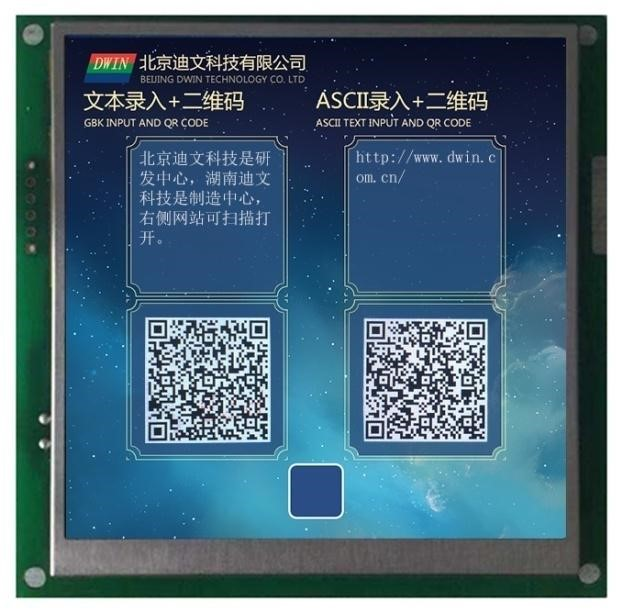 DWIN 北京迪文科技有限公司
BEIJING DWIN TECHNOLOGY CO. LTD
文本录入+二维码
GBK INPUT AND QR CODE
北京迪文科技是研
发中心，湖南迪文
科技是制造中心，
右侧网站可扫描打
开。
ASCII录入+二维码
ASCII TEXT INPUT AND QR CODE
http://www.dwin.c
om.cn/